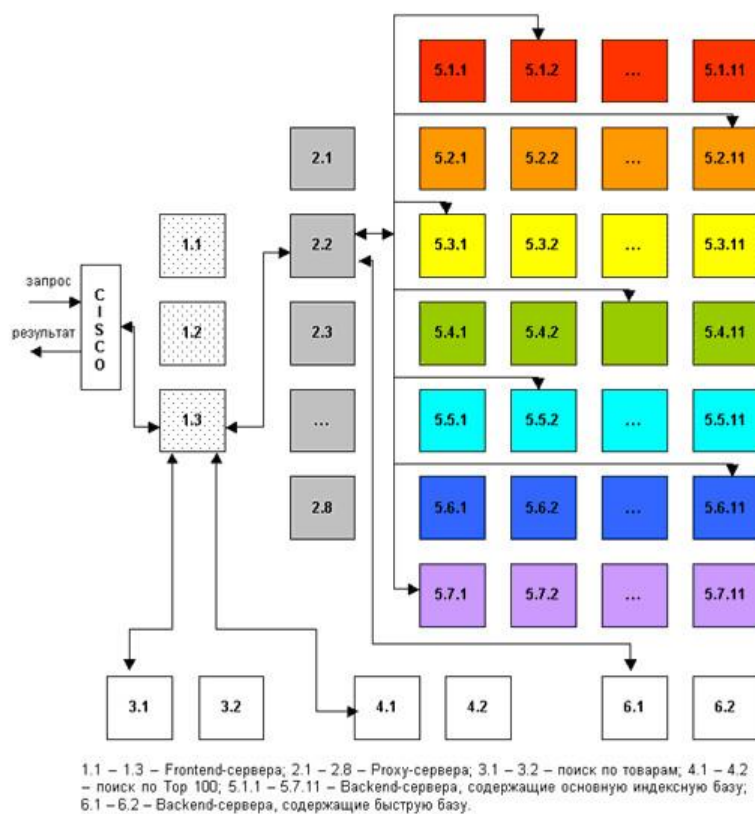 5.1.1 5.1.2 ... 5.1.11
2.1 5.2.1 5.2.2 ... 5.2.11
1.1 2.2 5.3.1 5.3.2 ... 5.3.11
запрос
результат
CISCO
1.2 2.3 5.4.1 5.4.2 5.4.11
1.3 ... 5.5.1 5.5.2 ... 5.5.11
2.8 5.6.1 5.6.2 ... 5.6.11
5.7.1 5.7.2 ... 5.7.11
3.1 3.2 4.1 4.2 6.1 6.2
1.1 – 1.3 – Frontend-сервера; 2.1 – 2.8 – Proxy-сервера; 3.1 – 3.2 – поиск по товарам; 4.1 – 4.2
– поиск по Top 100; 5.1.1 – 5.7.11 – Backend-сервера, содержащие основную индексную базу;
6.1 – 6.2 – Backend-сервера, содержащие быструю базу.